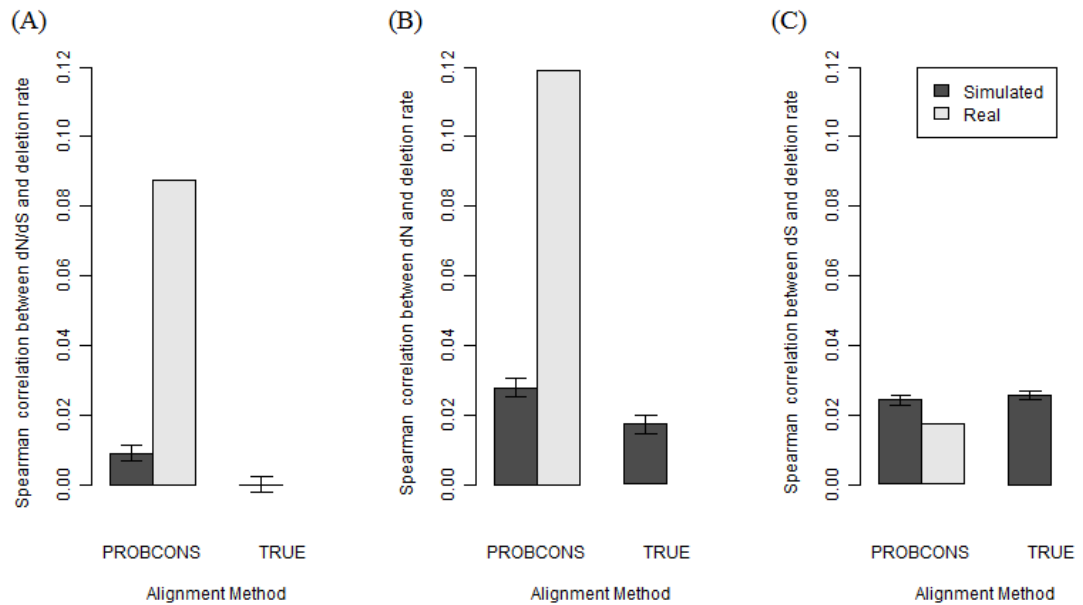 (A)
Spearman correlation between dN/dS and deletion rate
0.12
0.10
0.08
0.06
0.04
0.02
0.00
PROBCONS TRUE
Alignment Method
(B)
Spearman correlation between dN and deletion rate
0.12
0.10
0.08
0.06
0.04
0.02
0.00
PROBCONS TRUE
Alignment Method
(C)
Spearman correlation between dS and deletion rate
0.12
0.10
0.08
0.06
0.04
0.02
0.00
Simulated
Real
PROBCONS TRUE
Alignment Method